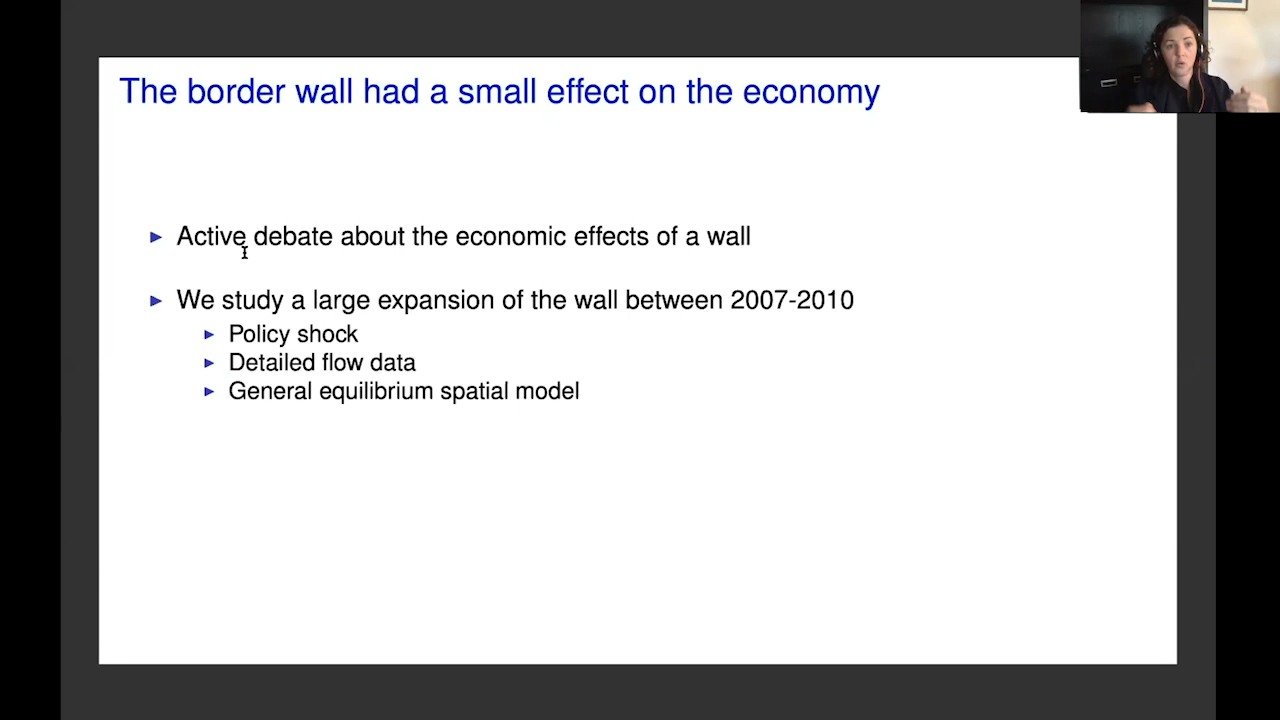 The border wall had a small effect on the economy
Active debate about the economic effects of a wall
We study a large expansion of the wall between 2007-2010
Policy shock
Detailed flow data
General equilibrium spatial model